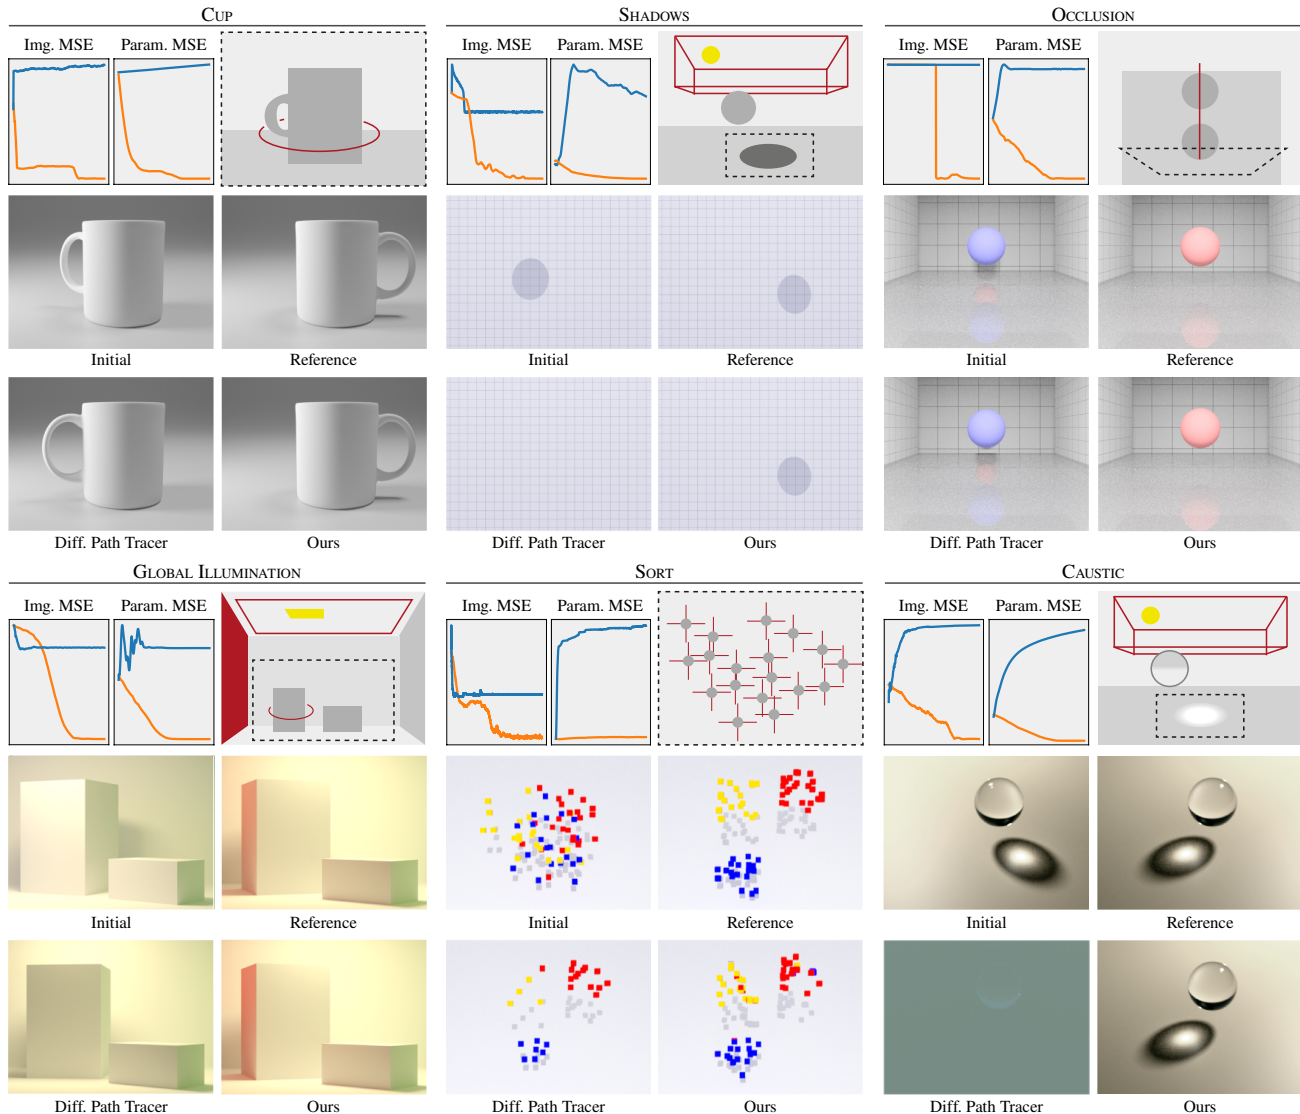 CUP
Img. MSE Param. MSE
Initial Reference
Diff. Path Tracer Ours
SHADOWS
Img. MSE Param. MSE
Initial Reference
Diff. Path Tracer Ours
OCCLUSION
Img. MSE Param. MSE
Initial Reference
Diff. Path Tracer Ours
GLOBAL ILLUMINATION
Img. MSE Param. MSE
Initial Reference
Diff. Path Tracer Ours
SORT
Img. MSE Param. MSE
Initial Reference
Diff. Path Tracer Ours
CAUSTIC
Img. MSE Param. MSE
Initial Reference
Diff. Path Tracer Ours